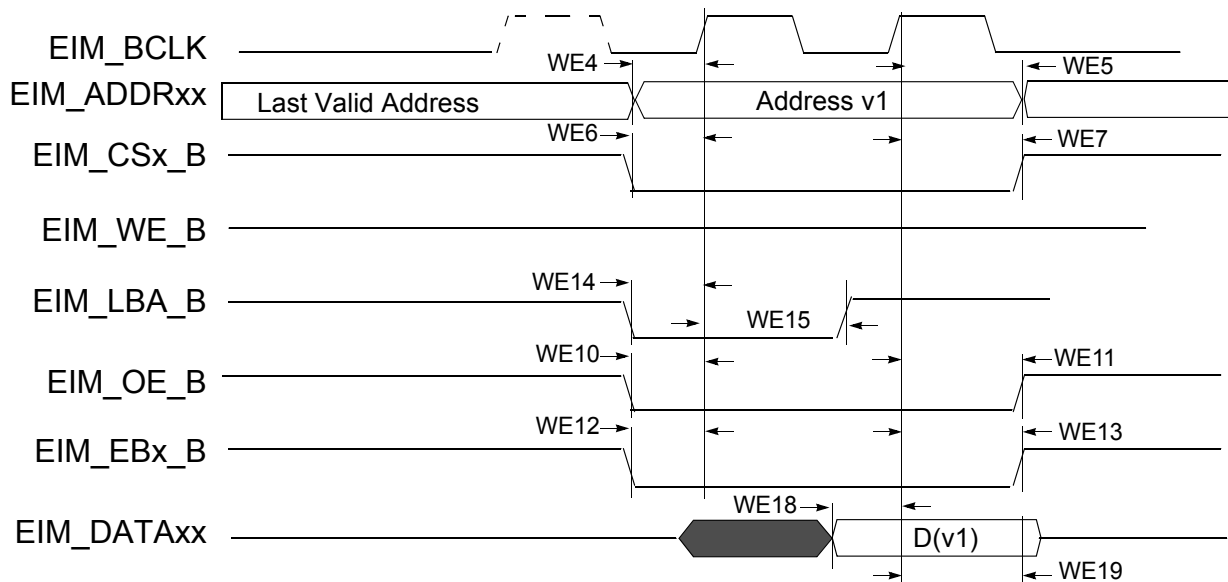 EIM_BCLK
WE4
WE5
EIM_ADDRxx
Last Valid Address
Address v1
WE6
WE7
EIM_CSx_B
EIM_WE_B
WE14
EIM_LBA_B
WE15
WE10
WE11
EIM_OE_B
WE12
WE13
EIM_EBx_B
WE18
EIM_DATAxx
D(v1)
WE19